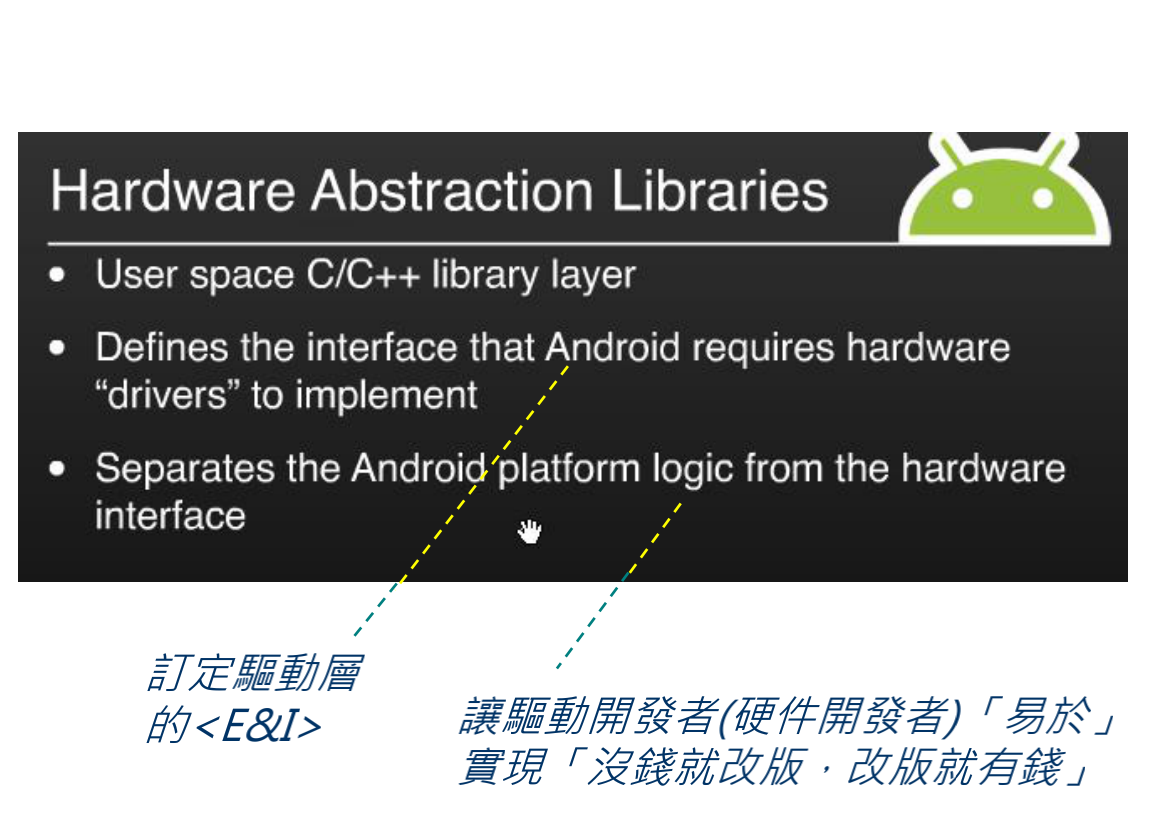 Hardware Abstraction Libraries
• User space C/C++ library layer
• Defines the interface that Android requires hardware
“drivers” to implement
• Separates the Android platform logic from the hardware
interface
訂定驅動層
的<E&I>
讓驅動開發者(硬件開發者)「易於」
實現「沒錢就改版，改版就有錢」